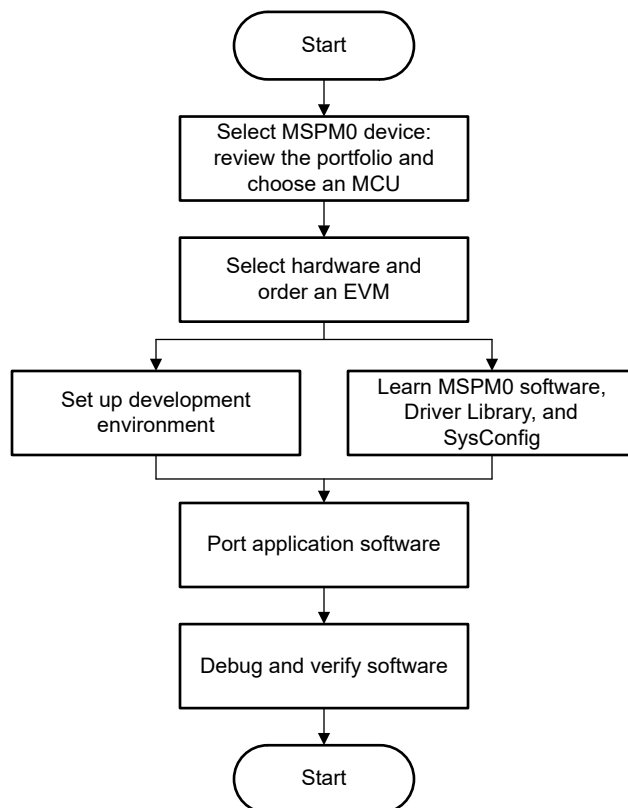 Start
Select MSPM0 device:
review the portfolio and
choose an MCU
Select hardware and
order an EVM
Set up development
environment
Learn MSPM0 software,
Driver Library, and
SysConfig
Port application software
Debug and verify software
Start